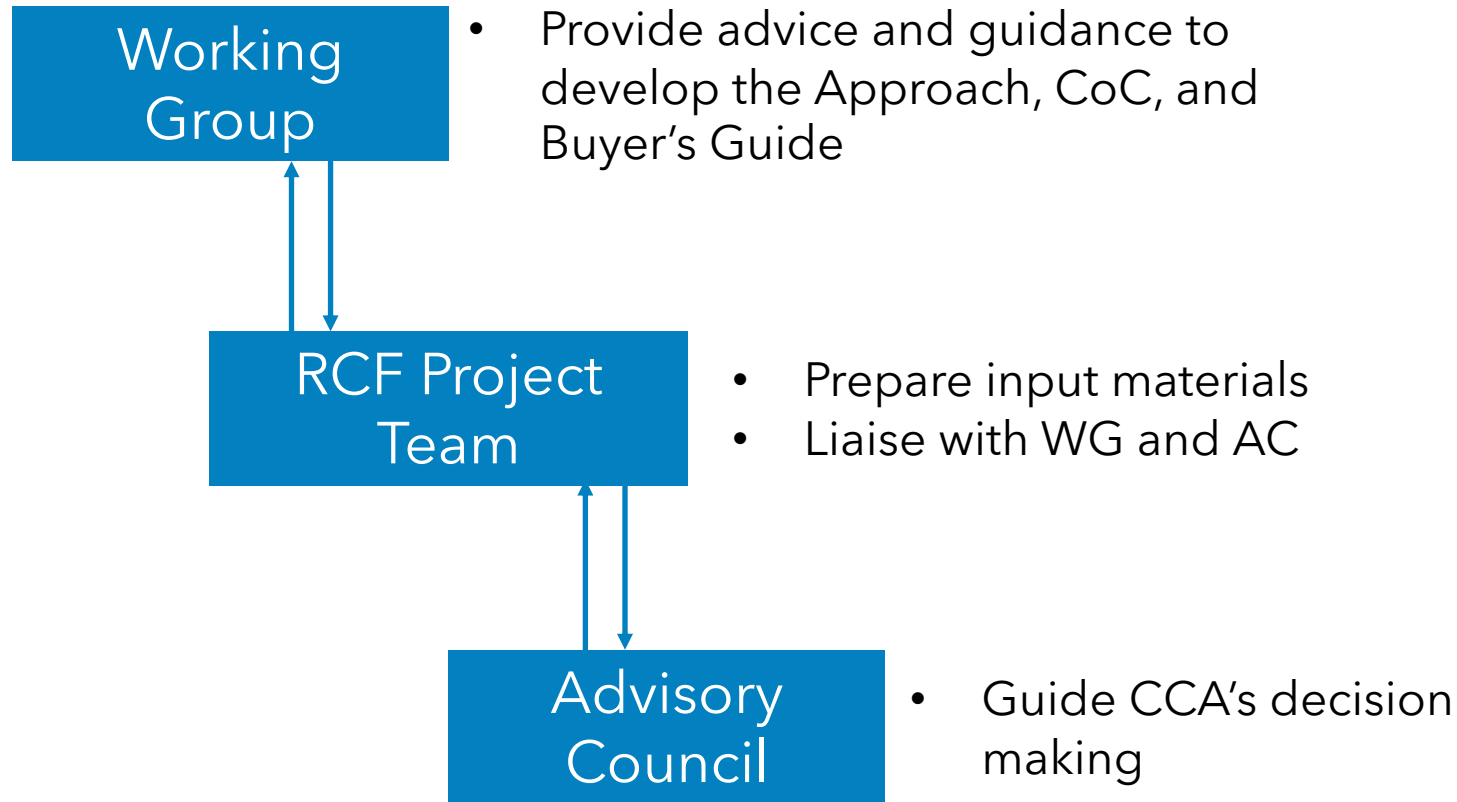 Working
Group
• Provide advice and guidance to
develop the Approach, CoC, and
Buyer’s Guide
RCF Project
Team
• Prepare input materials
• Liaise with WG and AC
Advisory
Council
• Guide CCA’s decision
making